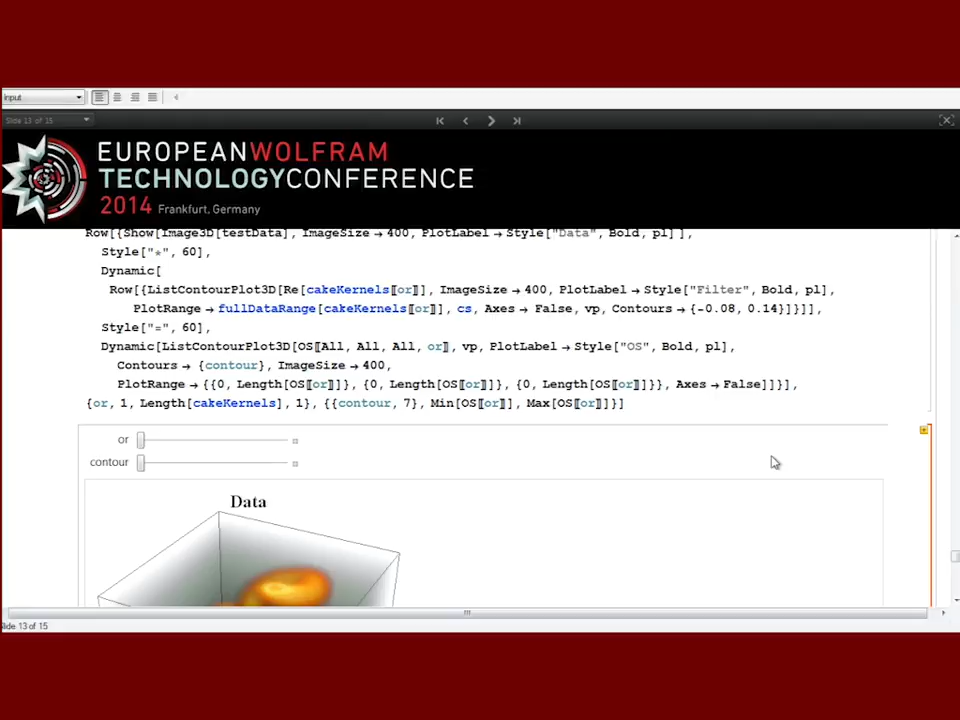 Input
Slide 13 of 15
EUROPEANWOLFRAM
TECHNOLOGYCONFERENCE
2014 Frankfurt, Germany
Row[{Show[Image3D[testData], ImageSize → 400, PlotLabel → Style["Data", Bold, pl]],
Style["*", 60],
Dynamic[
Row[{ListContourPlot3D[Re[cakeKernels[[or]]], ImageSize → 400, PlotLabel → Style["Filter", Bold, pl],
PlotRange → fullDataRange[cakeKernels[[or]]], cs, Axes → False, vp, Contours → {-0.08, 0.14}]}]],
Style["=", 60],
Dynamic[ListContourPlot3D[OS[[All, All, All, or]], vp, PlotLabel → Style["OS", Bold, pl],
Contours → {contour}, ImageSize → 400,
PlotRange → {{0, Length[OS[[or]]]}, {0, Length[OS[[or]]]}, {0, Length[OS[[or]]]}}, Axes → False]]}],
{or, 1, Length[cakeKernels], 1}, {{contour, 7}, Min[OS[[or]]], Max[OS[[or]]]}]
or
contour
Data
Slide 13 of 15